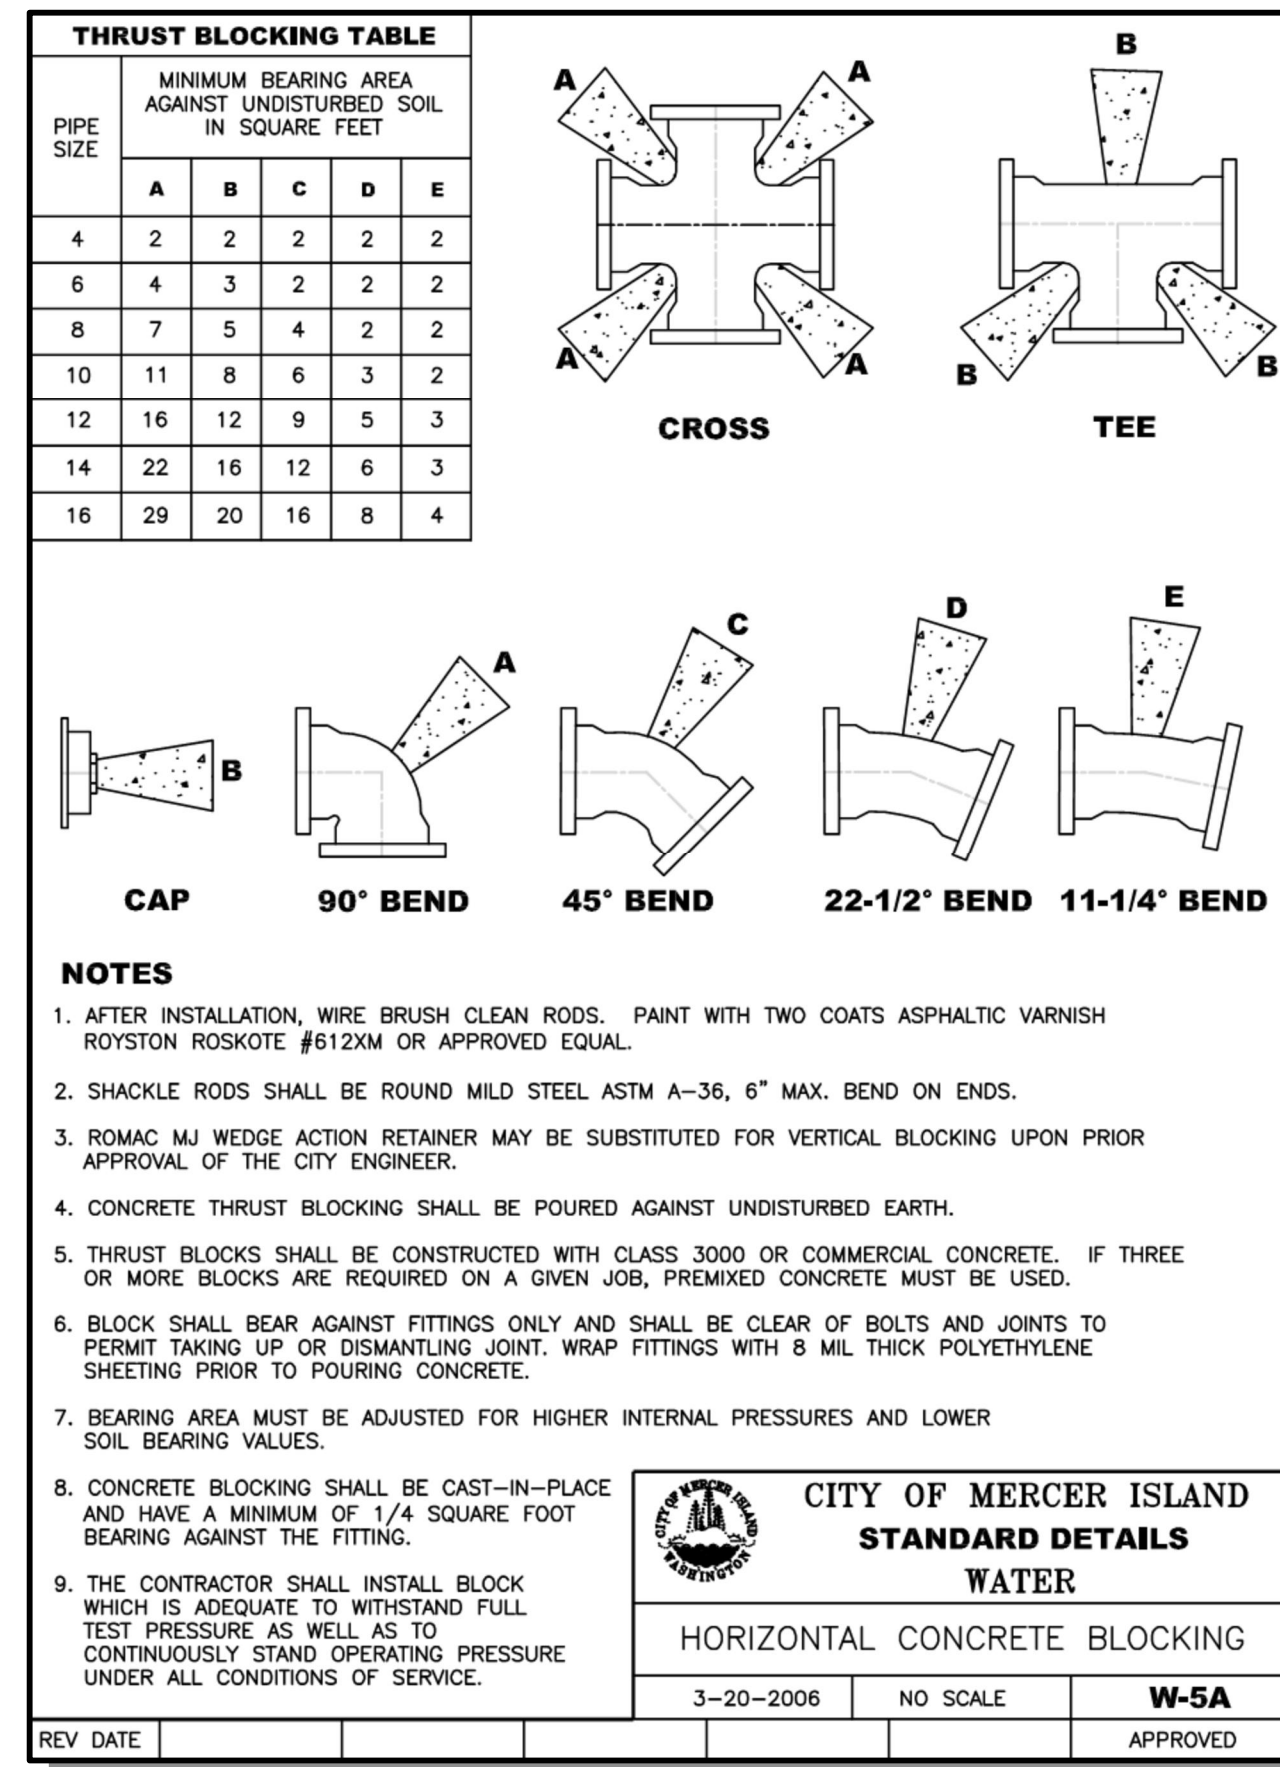 THRUST BLOCKING TABLE
PIPE SIZE
MINIMUM BEARING AREA
AGAINST UNDISTURBED SOIL
IN SQUARE FEET
A B C D E
4 2 2 2 2 2
6 4 3 2 2 2
8 7 5 4 2 2
10 11 8 6 3 2
12 16 12 9 5 3
14 22 16 12 6 3
16 29 20 16 8 4
A A
A A
CROSS
B
B B
TEE
B
CAP
A
90° BEND
C
45° BEND
D
22-1/2° BEND
E
11-1/4° BEND
NOTES
1. AFTER INSTALLATION, WIRE BRUSH CLEAN RODS. PAINT WITH TWO COATS ASPHALTIC VARNISH
ROYSTON ROSKOTE #612XM OR APPROVED EQUAL.
2. SHACKLE RODS SHALL BE ROUND MILD STEEL ASTM A-36, 6" MAX. BEND ON ENDS.
3. ROMAC MJ WEDGE ACTION RETAINER MAY BE SUBSTITUTED FOR VERTICAL BLOCKING UPON PRIOR
APPROVAL OF THE CITY ENGINEER.
4. CONCRETE THRUST BLOCKING SHALL BE POURED AGAINST UNDISTURBED EARTH.
5. THRUST BLOCKS SHALL BE CONSTRUCTED WITH CLASS 3000 OR COMMERCIAL CONCRETE. IF THREE
OR MORE BLOCKS ARE REQUIRED ON A GIVEN JOB, PREMIXED CONCRETE MUST BE USED.
6. BLOCK SHALL BEAR AGAINST FITTINGS ONLY AND SHALL BE CLEAR OF BOLTS AND JOINTS TO
PERMIT TAKING UP OR DISMANTLING JOINT. WRAP FITTINGS WITH 8 MIL THICK POLYETHYLENE
SHEETING PRIOR TO POURING CONCRETE.
7. BEARING AREA MUST BE ADJUSTED FOR HIGHER INTERNAL PRESSURES AND LOWER
SOIL BEARING VALUES.
8. CONCRETE BLOCKING SHALL BE CAST-IN-PLACE
AND HAVE A MINIMUM OF 1/4 SQUARE FOOT
BEARING AGAINST THE FITTING.
9. THE CONTRACTOR SHALL INSTALL BLOCK
WHICH IS ADEQUATE TO WITHSTAND FULL
TEST PRESSURE AS WELL AS TO
CONTINUOUSLY STAND OPERATING PRESSURE
UNDER ALL CONDITIONS OF SERVICE.
CITY OF MERCER ISLAND
WASHINGTON
CITY OF MERCER ISLAND
STANDARD DETAILS
WATER
HORIZONTAL CONCRETE BLOCKING
3-20-2006 NO SCALE W-5A
REV DATE APPROVED